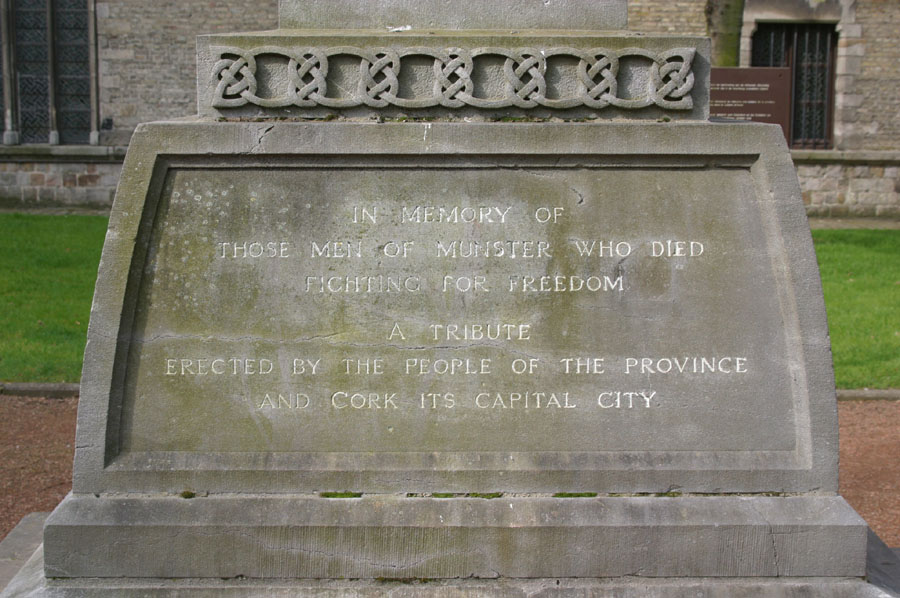 IN MEMORY OF
THOSE MEN OF MUNSTER WHO DIED
FIGHTING FOR FREEDOM
A TRIBUTE
ERECTED BY THE PEOPLE OF THE PROVINCE
AND CORK ITS CAPITAL CITY